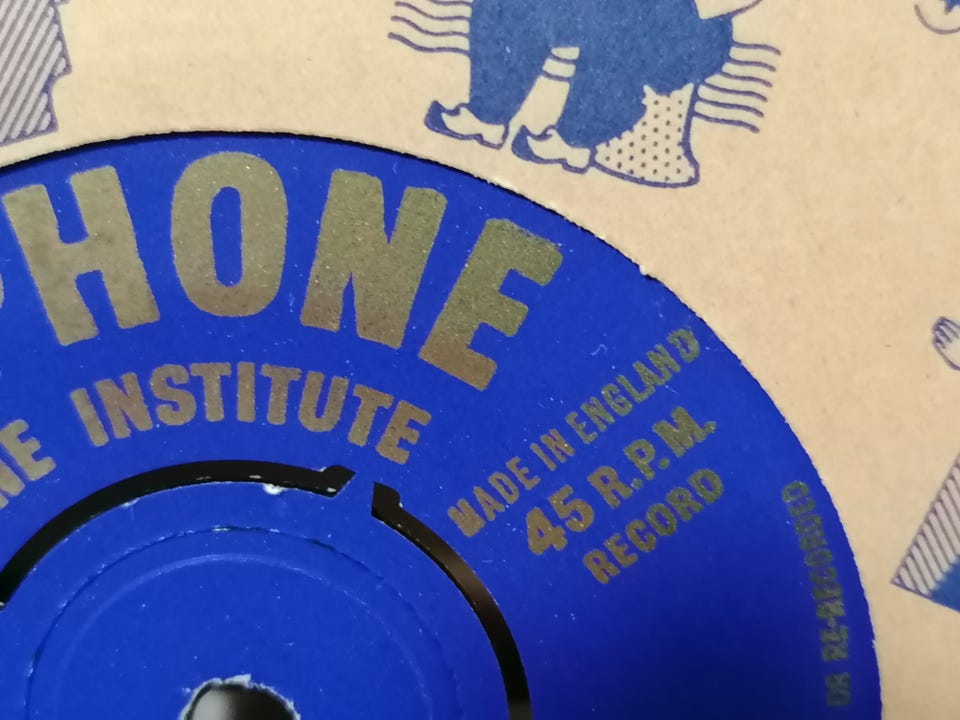 PHONE
NE INSTITUTE
MADE IN ENGLAND
45 R.P.M.
RECORD
OR RE-RECORDED